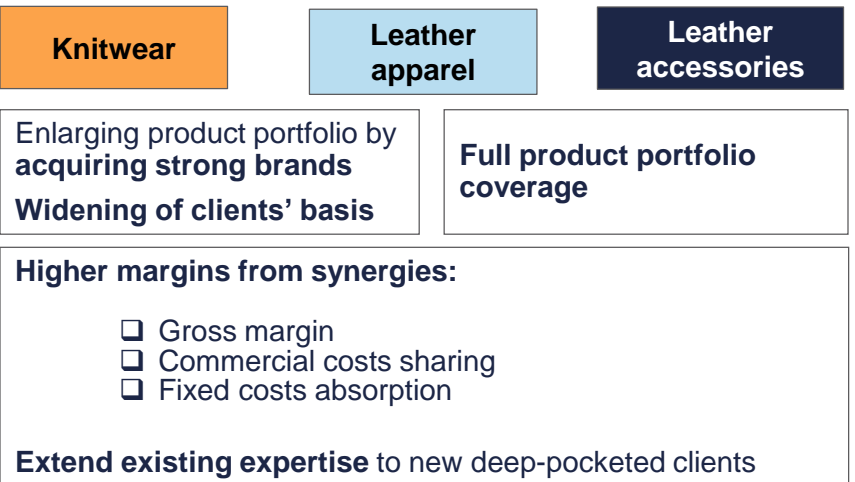 Knitwear
Leather
apparel
Leather
accessories
Enlarging product portfolio by
acquiring strong brands
Widening of clients’ basis
Full product portfolio
coverage
Higher margins from synergies:
❑ Gross margin
❑ Commercial costs sharing
❑ Fixed costs absorption
Extend existing expertise to new deep-pocketed clients